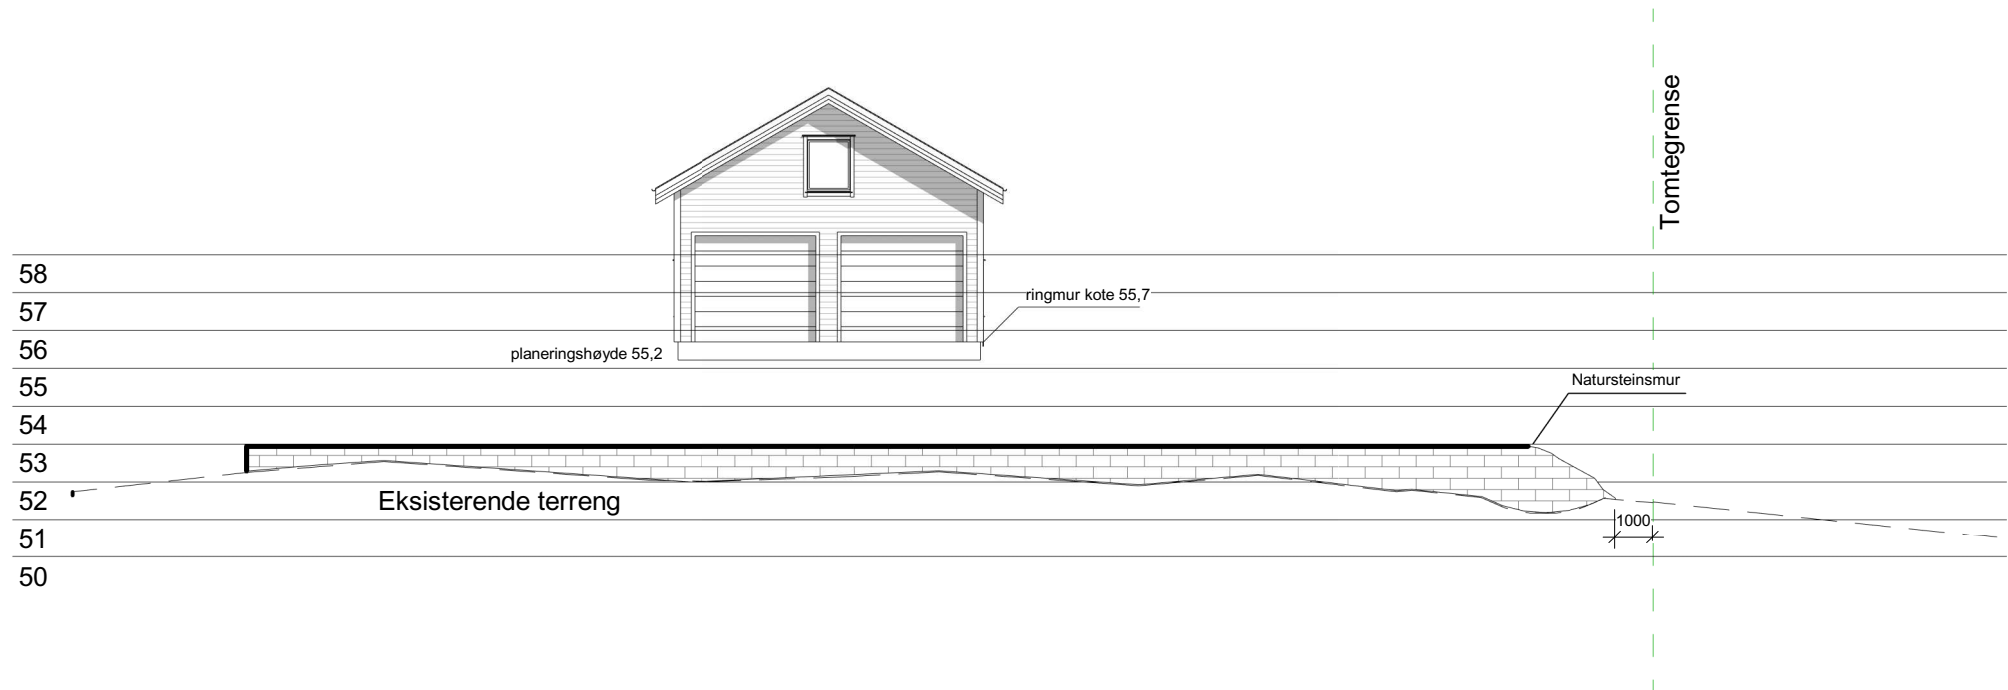 Tomtegrense
58
57
ringmur kote 55,7
56
planeringshøyde 55,2
55
Natursteinsmur
54
53
52
Eksisterende terreng
51
1000
50